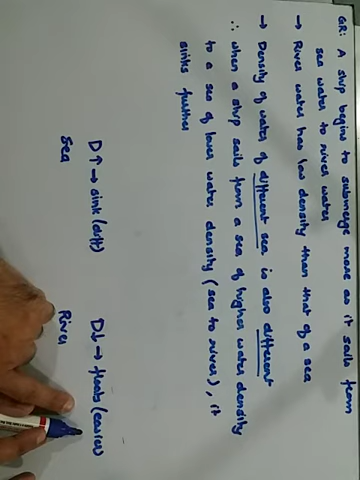 GR: A ship begins to submerge more as it sails from
sea water to river water
→ River water has low density than that of a sea
→ Density of water of different sea is also different
∴ when a ship sails from a sea of higher water density
to a sea of lower water density (sea to river), it
sinks further
D↑ → sink (diff) D↓ → floats (easier)
Sea River